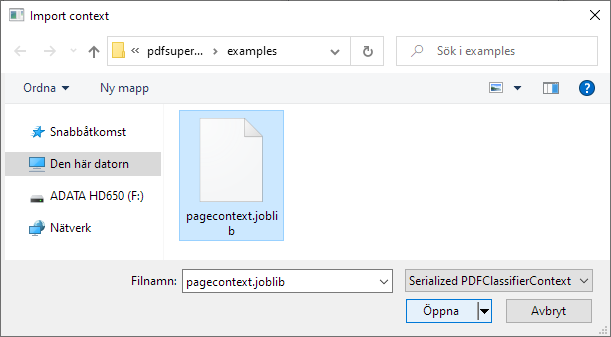 Import context
« pdfsuper... > examples
Sök i examples
Ordna
Ny mapp
?
Snabbåtkomst
Den här datorn
ADATA HD650 (F:)
Nätverk
pagecontext.jobli
b
Filnamn:
pagecontext.joblib
Serialized PDFClassifierContext
Öppna
Avbryt